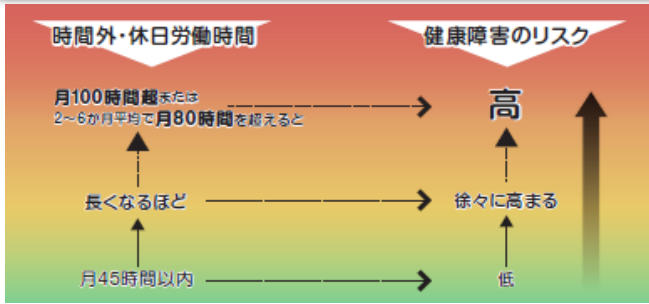 時間外・休日労働時間
健康障害のリスク
月100時間超または
2〜6か月平均で月80時間を超えると
高
長くなるほど
徐々に高まる
月45時間以内
低